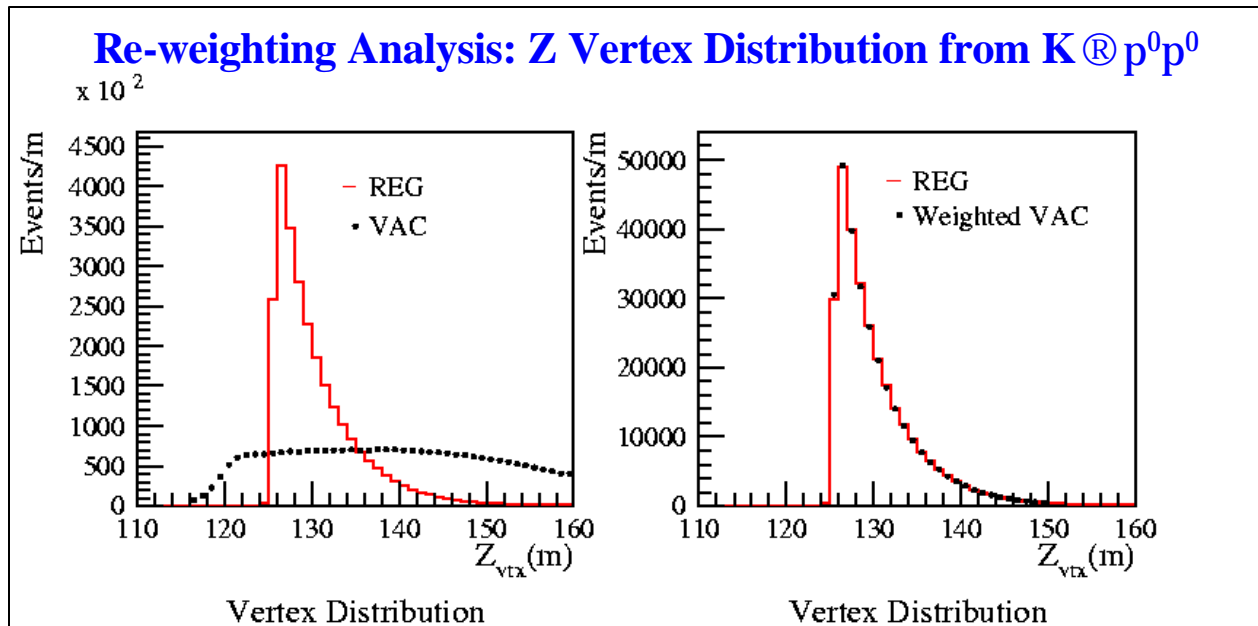 Re-weighting Analysis: Z Vertex Distribution from K ® p⁰p⁰
x 10²
Events/m
4500
4000
3500
3000
2500
2000
1500
1000
500
0
REG
VAC
110 120 130 140 150 160
Zvtx(m)
Vertex Distribution
Events/m
50000
40000
30000
20000
10000
0
REG
Weighted VAC
110 120 130 140 150 160
Zvtx(m)
Vertex Distribution